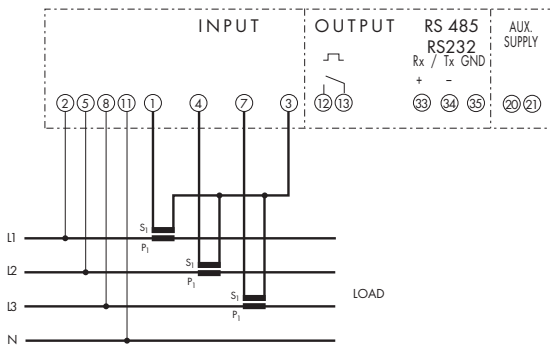 INPUT OUTPUT RS 485 AUX.
RS232 SUPPLY
Rx / Tx GND
+ –
2 5 8 11 1 4 7 3 12 13 33 34 35 20 21
S1
L1
P1
S1
L2
P1
S1
L3 LOAD
P1
N